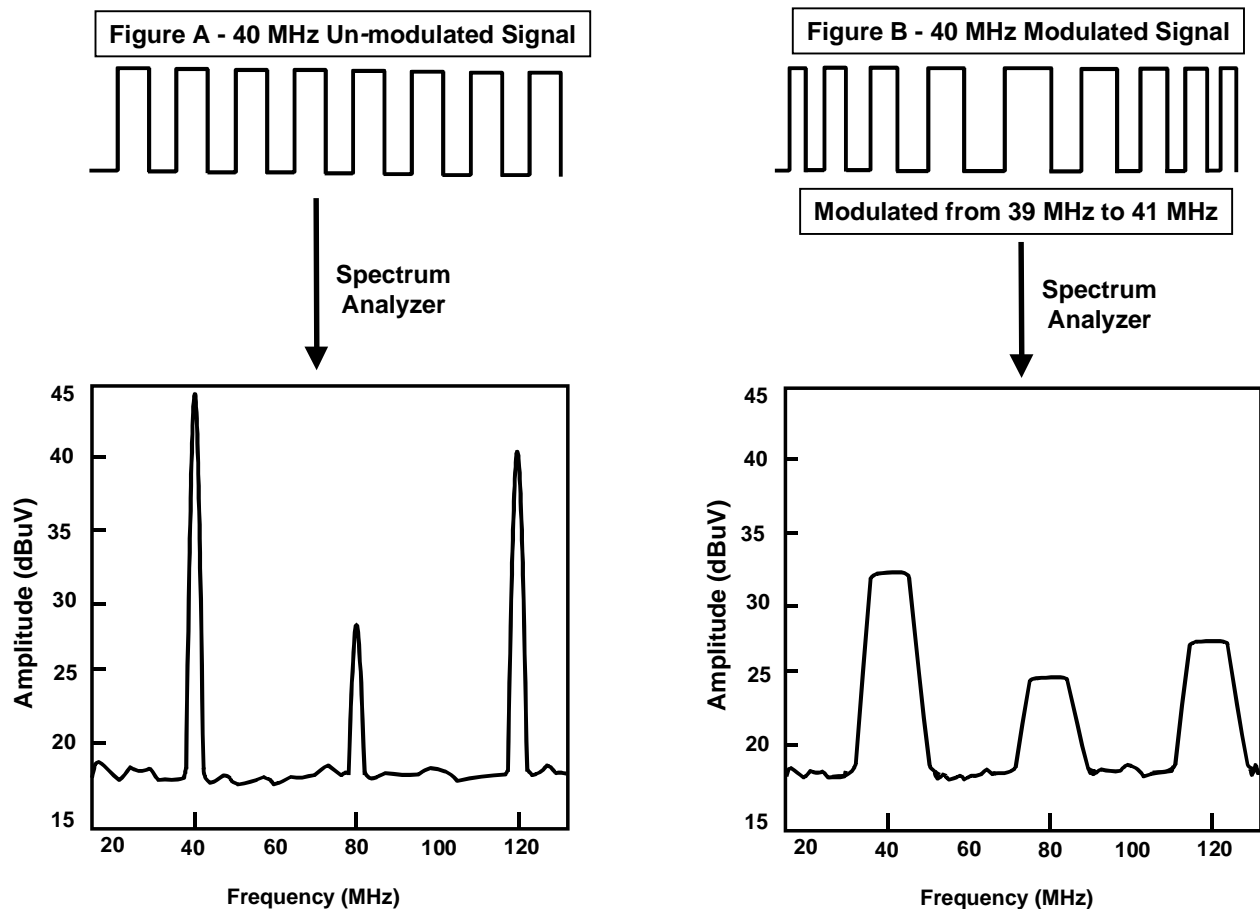 Figure A - 40 MHz Un-modulated Signal
Spectrum
Analyzer
45
40
35
30
25
20
15
Amplitude (dBuV)
20 40 60 80 100 120
Frequency (MHz)
Figure B - 40 MHz Modulated Signal
Modulated from 39 MHz to 41 MHz
Spectrum
Analyzer
45
40
35
30
25
20
15
Amplitude (dBuV)
20 40 60 80 100 120
Frequency (MHz)